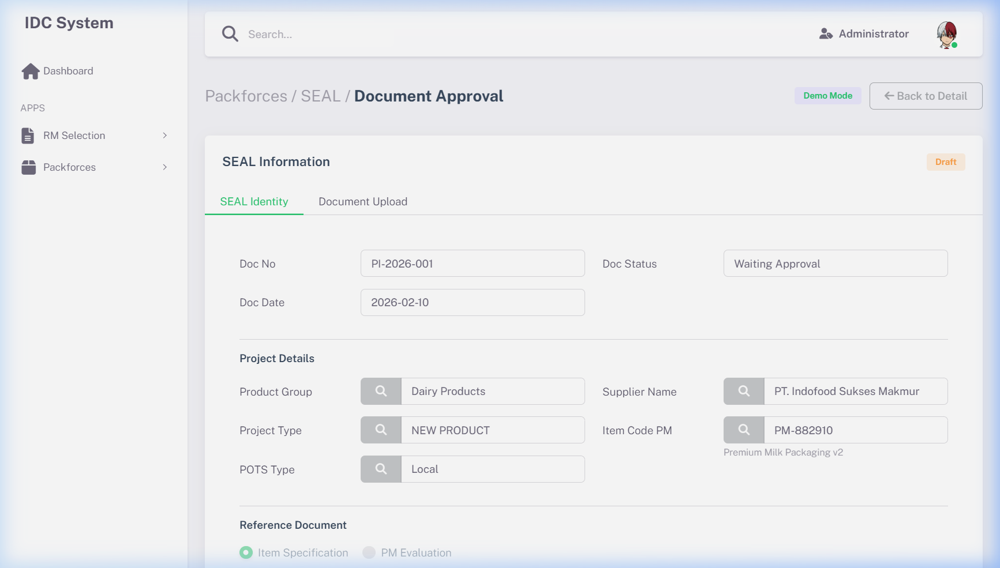 IDC System
Search...
Administrator
Dashboard
APPS
RM Selection
Packforces
Packforces / SEAL / Document Approval
Demo Mode
Back to Detail
SEAL Information
Draft
SEAL Identity
Document Upload
Doc No
PI-2026-001
Doc Status
Waiting Approval
Doc Date
2026-02-10
Project Details
Product Group
Dairy Products
Supplier Name
PT. Indofood Sukses Makmur
Project Type
NEW PRODUCT
Item Code PM
PM-882910
Premium Milk Packaging v2
POTS Type
Local
Reference Document
Item Specification
PM Evaluation